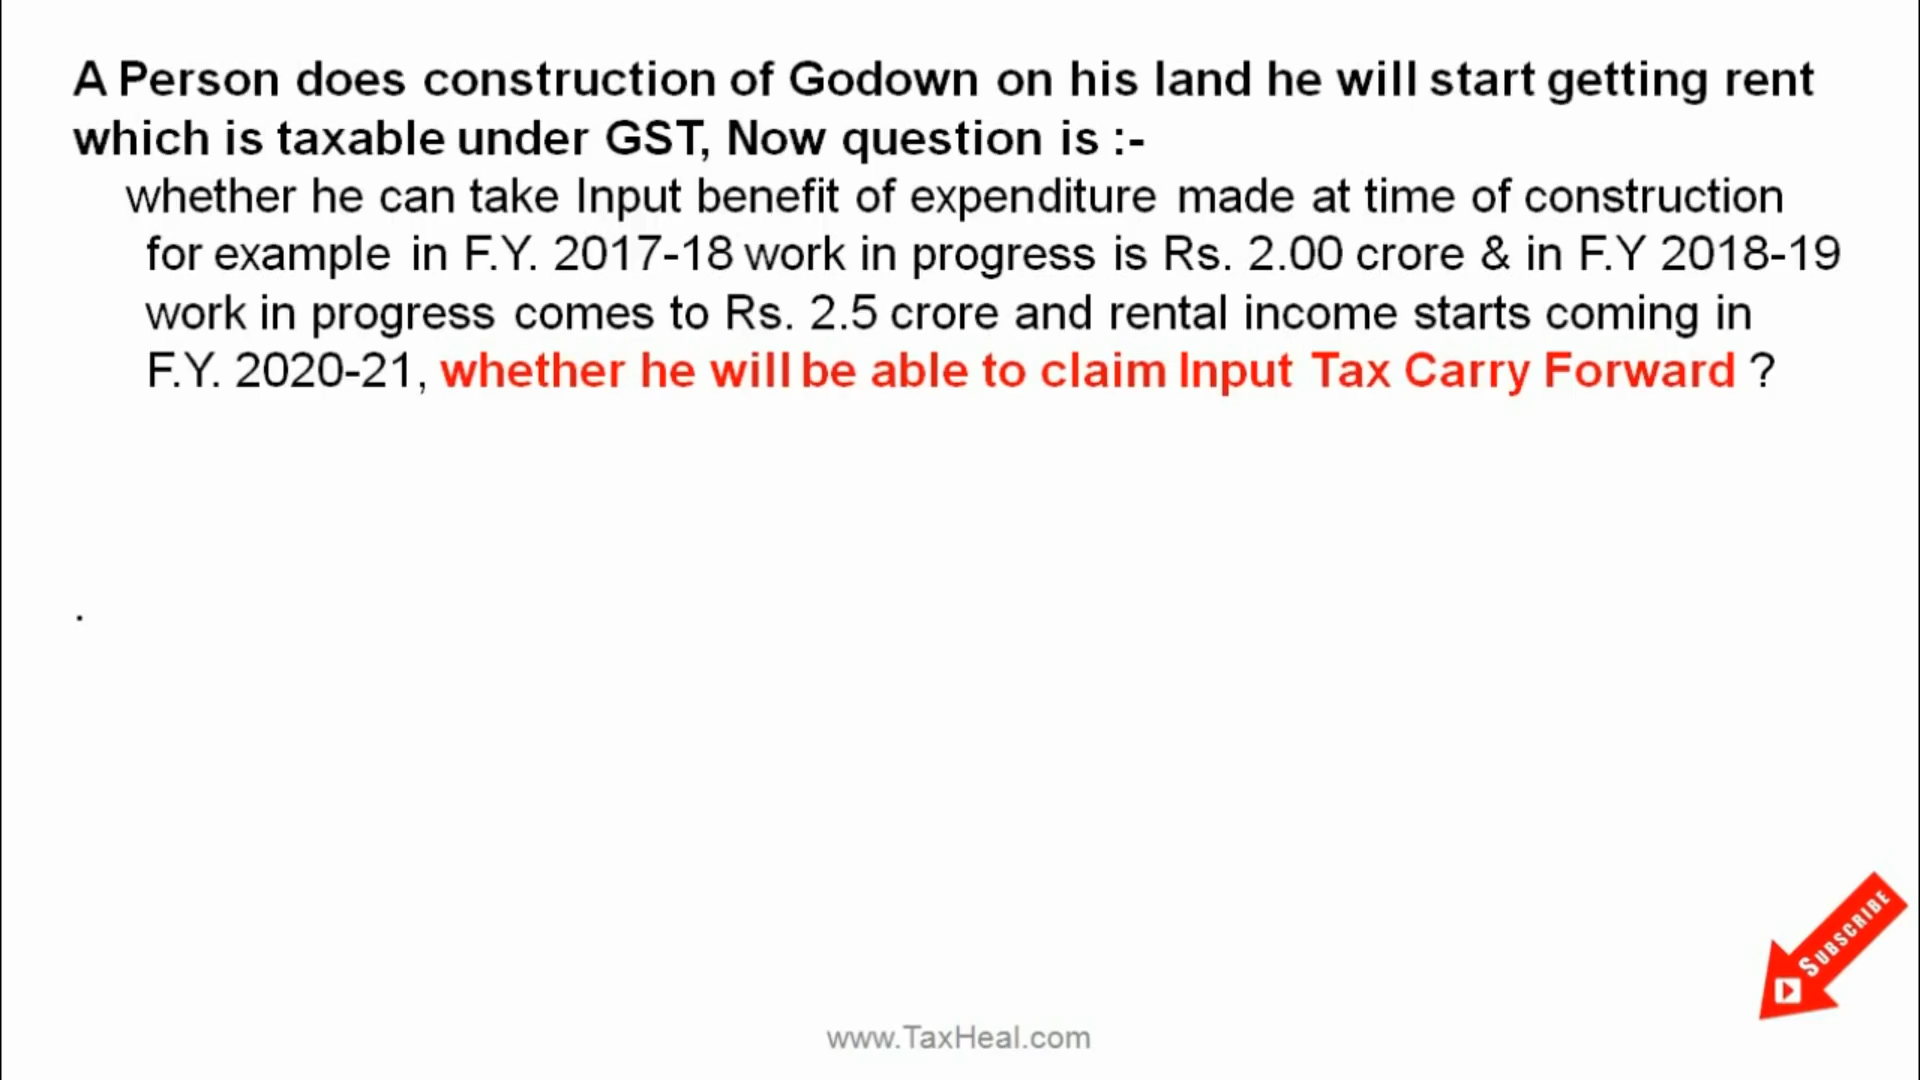 A Person does construction of Godown on his land he will start getting rent
which is taxable under GST, Now question is :-
whether he can take Input benefit of expenditure made at time of construction
for example in F.Y. 2017-18 work in progress is Rs. 2.00 crore & in F.Y 2018-19
work in progress comes to Rs. 2.5 crore and rental income starts coming in
F.Y. 2020-21, whether he will be able to claim Input Tax Carry Forward ?
.
SUBSCRIBE
www.TaxHeal.com